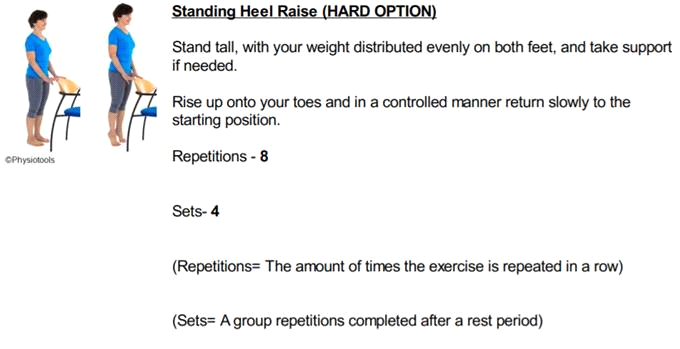 Standing Heel Raise (HARD OPTION)
Stand tall, with your weight distributed evenly on both feet, and take support
if needed.
Rise up onto your toes and in a controlled manner return slowly to the
starting position.
©Physiotools
Repetitions - 8
Sets- 4
(Repetitions= The amount of times the exercise is repeated in a row)
(Sets= A group repetitions completed after a rest period)